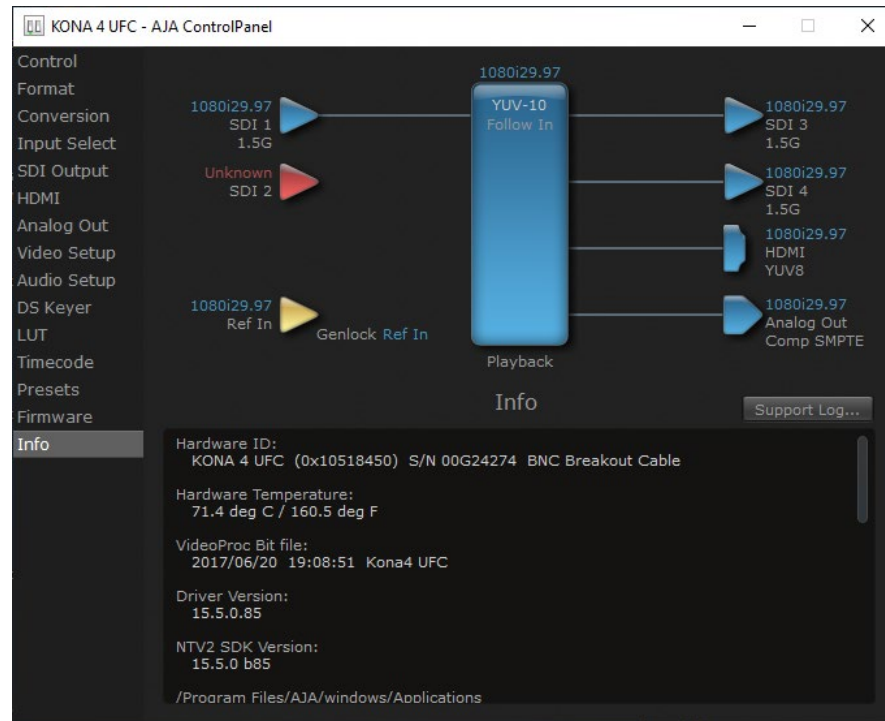 KONA 4 UFC - AJA ControlPanel
Control
Format
Conversion
Input Select
SDI Output
HDMI
Analog Out
Video Setup
Audio Setup
DS Keyer
LUT
Timecode
Presets
Firmware
Info
1080i29.97
SDI 1
1.5G
Unknown
SDI 2
1080i29.97
Ref In
Genlock Ref In
1080i29.97
YUV-10
Follow In
Playback
1080i29.97
SDI 3
1.5G
1080i29.97
SDI 4
1.5G
1080i29.97
HDMI
YUV8
1080i29.97
Analog Out
Comp SMPTE
Info
Support Log...
Hardware ID:
KONA 4 UFC (0x10518450) S/N 00G24274 BNC Breakout Cable
Hardware Temperature:
71.4 deg C / 160.5 deg F
VideoProc Bit file:
2017/06/20 19:08:51 Kona4 UFC
Driver Version:
15.5.0.85
NTV2 SDK Version:
15.5.0 b85
/Program Files/AJA/windows/Applications